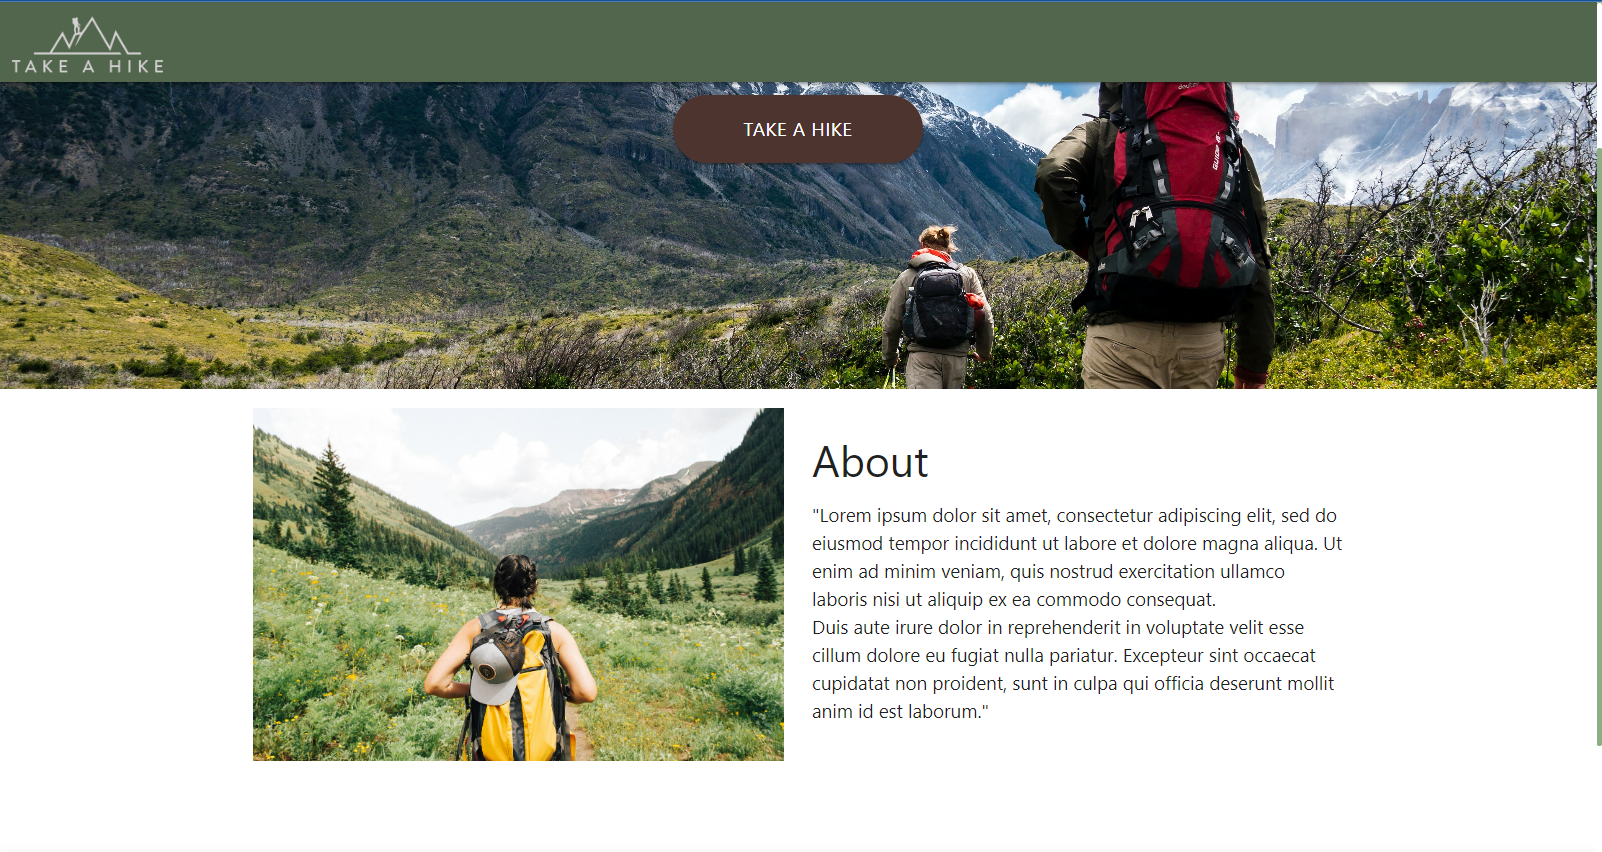 TAKE A HIKE
TAKE A HIKE
About
"Lorem ipsum dolor sit amet, consectetur adipiscing elit, sed do
eiusmod tempor incididunt ut labore et dolore magna aliqua. Ut
enim ad minim veniam, quis nostrud exercitation ullamco
laboris nisi ut aliquip ex ea commodo consequat.
Duis aute irure dolor in reprehenderit in voluptate velit esse
cillum dolore eu fugiat nulla pariatur. Excepteur sint occaecat
cupidatat non proident, sunt in culpa qui officia deserunt mollit
anim id est laborum."